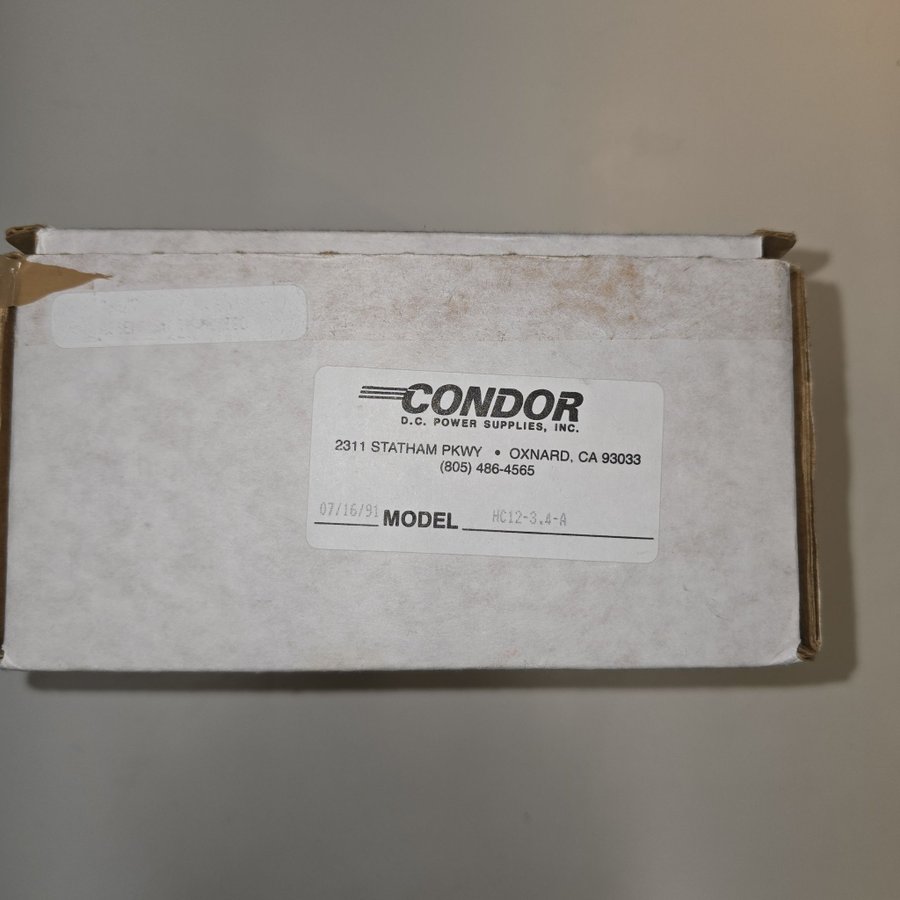 CONDOR
D.C. POWER SUPPLIES, INC.
2311 STATHAM PKWY • OXNARD, CA 93033
(805) 486-4565
07/16/91 MODEL HC12-3.4-A